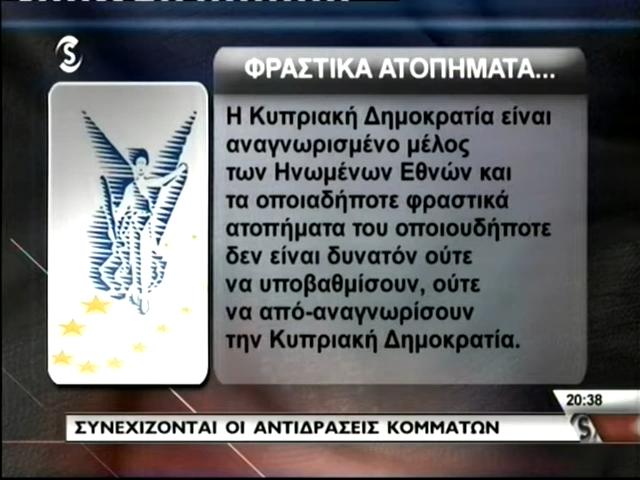 ΦΡΑΣΤΙΚΑ ΑΤΟΠΗΜΑΤΑ...
Η Κυπριακή Δημοκρατία είναι
αναγνωρισμένο μέλος
των Ηνωμένων Εθνών και
τα οποιαδήποτε φραστικά
ατοπήματα του οποιουδήποτε
δεν είναι δυνατόν ούτε
να υποβαθμίσουν, ούτε
να από-αναγνωρίσουν
την Κυπριακή Δημοκρατία.
20:38
ΣΥΝΕΧΙΖΟΝΤΑΙ ΟΙ ΑΝΤΙΔΡΑΣΕΙΣ ΚΟΜΜΑΤΩΝ